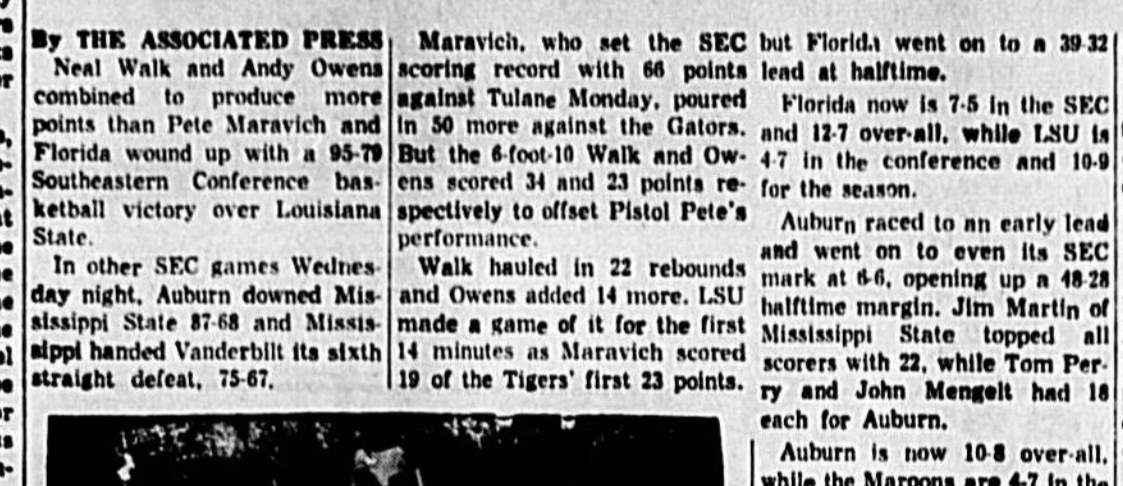 By THE ASSOCIATED PRESS
Neal Walk and Andy Owens
combined to produce more
points than Pete Maravich and
Florida wound up with a 95-79
Southeastern Conference bas-
ketball victory over Louisiana
State.
In other SEC games Wednes-
day night, Auburn downed Mis-
sissippi State 87-68 and Missis-
sippi handed Vanderbilt its sixth
straight defeat, 75-67.
Maravich, who set the SEC
scoring record with 66 points
against Tulane Monday, poured
in 50 more against the Gators.
But the 6-foot-10 Walk and Ow-
ens scored 34 and 23 points re-
spectively to offset Pistol Pete's
performance.
Walk hauled in 22 rebounds
and Owens added 14 more. LSU
made a game of it for the first
14 minutes as Maravich scored
19 of the Tigers' first 23 points.
but Florida went on to a 39-32
lead at halftime.
Florida now is 7-5 in the SEC
and 12-7 over-all, while LSU is
4-7 in the conference and 10-9
for the season.
Auburn raced to an early lead
and went on to even its SEC
mark at 6-6, opening up a 48-28
halftime margin. Jim Martin of
Mississippi State topped all
scorers with 22, while Tom Per-
ry and John Mengelt had 18
each for Auburn.
Auburn is now 10-8 over-all,
while the Maroons are 4-7 in the